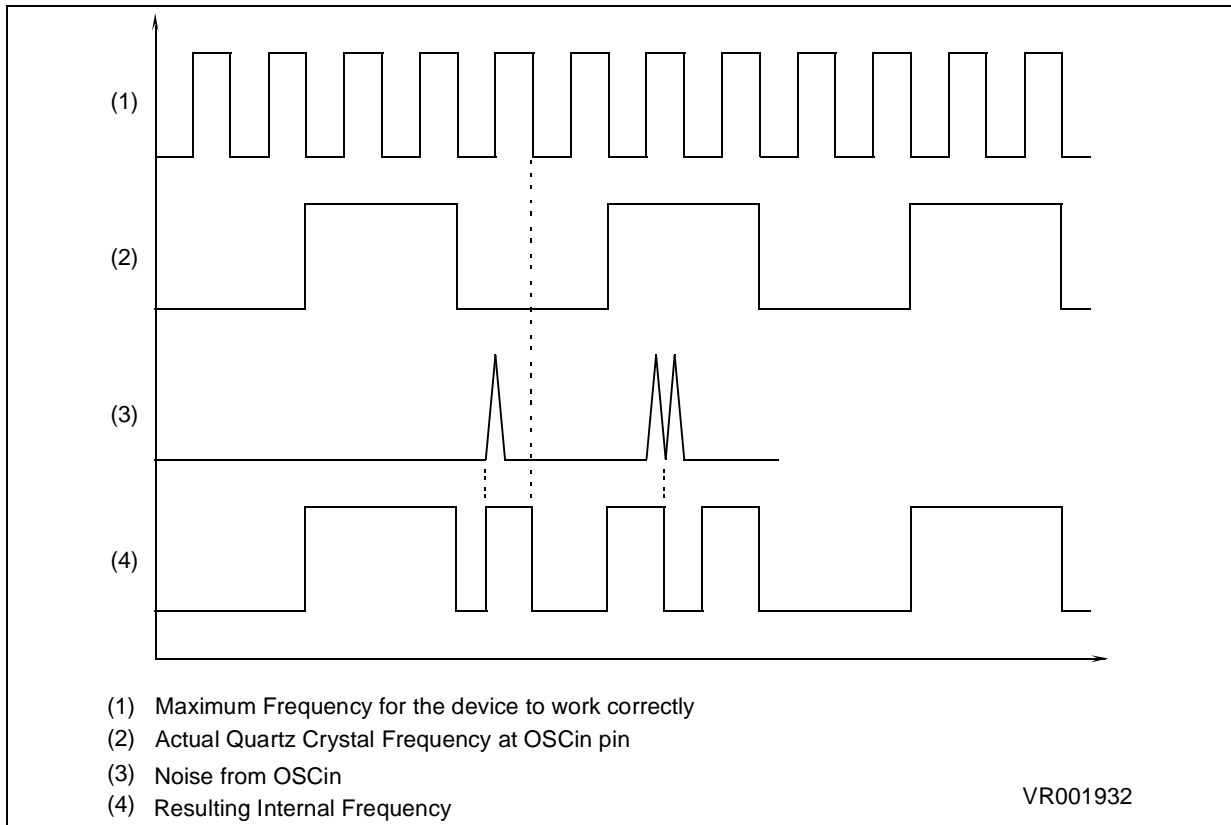 (1)
(2)
(3)
(4)
(1) Maximum Frequency for the device to work correctly
(2) Actual Quartz Crystal Frequency at OSCin pin
(3) Noise from OSCin
(4) Resulting Internal Frequency
VR001932